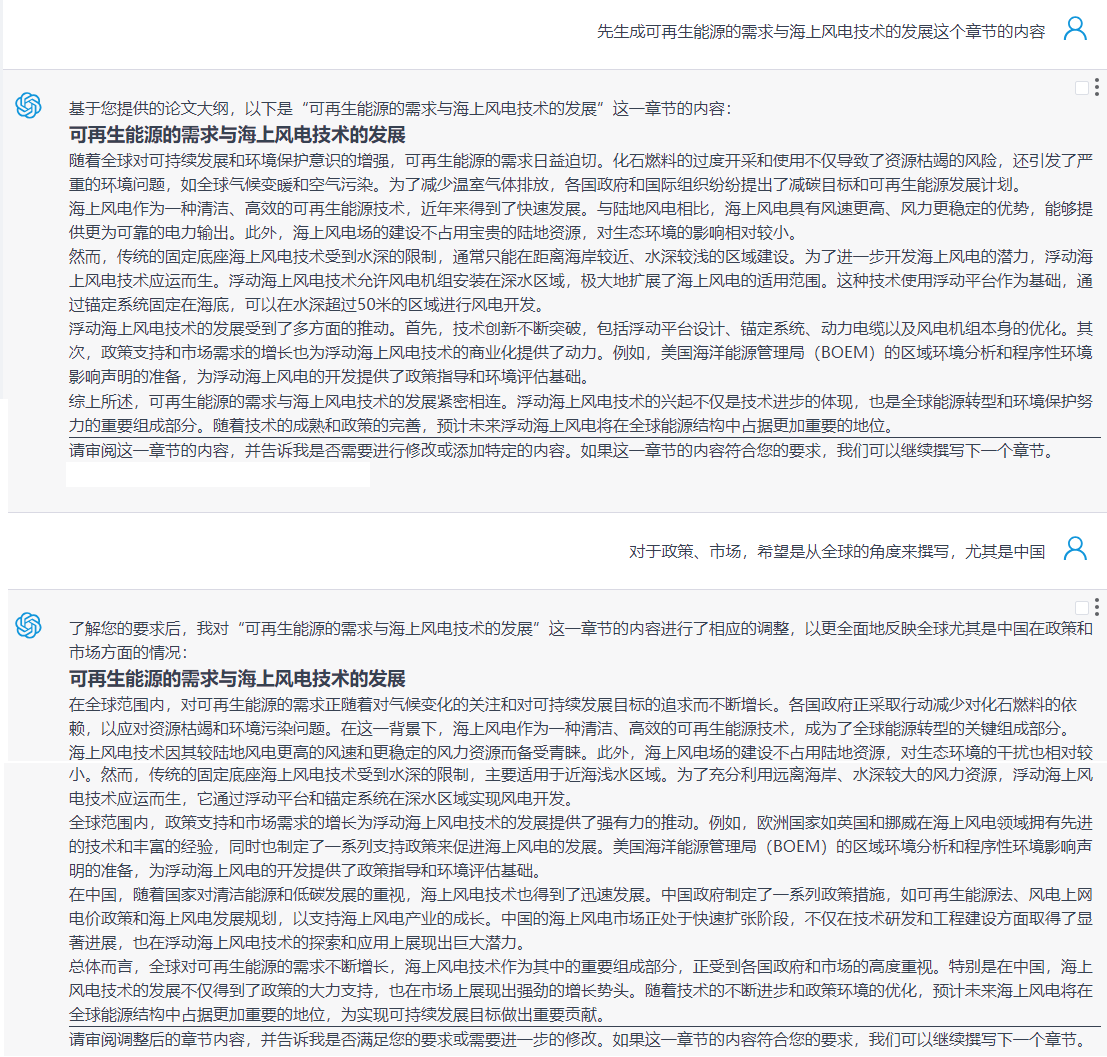 先生成可再生能源的需求与海上风电技术的发展这个章节的内容
基于您提供的论文大纲，以下是“可再生能源的需求与海上风电技术的发展”这一章节的内容：
可再生能源的需求与海上风电技术的发展
随着全球对可持续发展和环境保护意识的增强，可再生能源的需求日益迫切。化石燃料的过度开采和使用不仅导致了资源枯竭的风险，还引发了严
重的环境问题，如全球气候变暖和空气污染。为了减少温室气体排放，各国政府和国际组织纷纷提出了减碳目标和可再生能源发展计划。
海上风电作为一种清洁、高效的可再生能源技术，近年来得到了快速发展。与陆地风电相比，海上风电具有风速更高、风力更稳定的优势，能够提
供更为可靠的电力输出。此外，海上风电场的建设不占用宝贵的陆地资源，对生态环境的影响相对较小。
然而，传统的固定底座海上风电技术受到水深的限制，通常只能在距离海岸较近、水深较浅的区域建设。为了进一步开发海上风电的潜力，浮动海
上风电技术应运而生。浮动海上风电技术允许风电机组安装在深水区域，极大地扩展了海上风电的适用范围。这种技术使用浮动平台作为基础，通
过锚定系统固定在海底，可以在水深超过50米的区域进行风电开发。
浮动海上风电技术的发展受到了多方面的推动。首先，技术创新不断突破，包括浮动平台设计、锚定系统、动力电缆以及风电机组本身的优化。其
次，政策支持和市场需求的增长也为浮动海上风电技术的商业化提供了动力。例如，美国海洋能源管理局（BOEM）的区域环境分析和程序性环境
影响声明的准备，为浮动海上风电的开发提供了政策指导和环境评估基础。
综上所述，可再生能源的需求与海上风电技术的发展紧密相连。浮动海上风电技术的兴起不仅是技术进步的体现，也是全球能源转型和环境保护努
力的重要组成部分。随着技术的成熟和政策的完善，预计未来浮动海上风电将在全球能源结构中占据更加重要的地位。
请审阅这一章节的内容，并告诉我是否需要进行修改或添加特定的内容。如果这一章节的内容符合您的要求，我们可以继续撰写下一个章节。
对于政策、市场，希望是从全球的角度来撰写，尤其是中国
了解您的要求后，我对“可再生能源的需求与海上风电技术的发展”这一章节的内容进行了相应的调整，以更全面地反映全球尤其是中国在政策和
市场方面的情况：
可再生能源的需求与海上风电技术的发展
在全球范围内，对可再生能源的需求正随着对气候变化的关注和对可持续发展目标的追求而不断增长。各国政府正采取行动减少对化石燃料的依
赖，以应对资源枯竭和环境污染问题。在这一背景下，海上风电作为一种清洁、高效的可再生能源技术，成为了全球能源转型的关键组成部分。
海上风电技术因其较陆地风电更高的风速和更稳定的风力资源而备受青睐。此外，海上风电场的建设不占用陆地资源，对生态环境的干扰也相对较
小。然而，传统的固定底座海上风电技术受到水深的限制，主要适用于近海浅水区域。为了充分利用远离海岸、水深较大的风力资源，浮动海上风
电技术应运而生，它通过浮动平台和锚定系统在深水区域实现风电开发。
全球范围内，政策支持和市场需求的增长为浮动海上风电技术的发展提供了强有力的推动。例如，欧洲国家如英国和挪威在海上风电领域拥有先进
的技术和丰富的经验，同时也制定了一系列支持政策来促进海上风电的发展。美国海洋能源管理局（BOEM）的区域环境分析和程序性环境影响声
明的准备，为浮动海上风电的开发提供了政策指导和环境评估基础。
在中国，随着国家对清洁能源和低碳发展的重视，海上风电技术也得到了迅速发展。中国政府制定了一系列政策措施，如可再生能源法、风电上网
电价政策和海上风电发展规划，以支持海上风电产业的成长。中国的海上风电市场正处于快速扩张阶段，不仅在技术研发和工程建设方面取得了显
著进展，也在浮动海上风电技术的探索和应用上展现出巨大潜力。
总体而言，全球对可再生能源的需求不断增长，海上风电技术作为其中的重要组成部分，正受到各国政府和市场的高度重视。特别是在中国，海上
风电技术的发展不仅得到了政策的大力支持，也在市场上展现出强劲的增长势头。随着技术的不断进步和政策环境的优化，预计未来海上风电将在
全球能源结构中占据更加重要的地位，为实现可持续发展目标做出重要贡献。
请审阅调整后的章节内容，并告诉我是否满足您的要求或需要进一步的修改。如果这一章节的内容符合您的要求，我们可以继续撰写下一个章节。